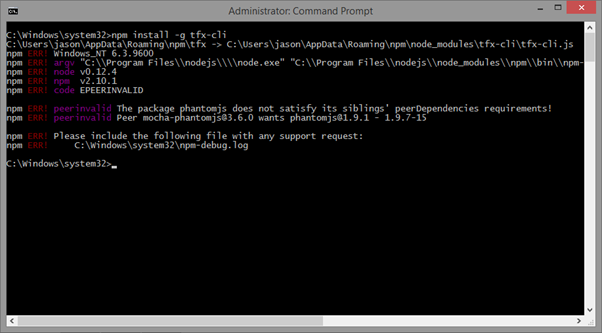 Administrator: Command Prompt
C:\Windows\system32>npm install -g tfx-cli
C:\Users\jason\AppData\Roaming\npm\tfx -> C:\Users\jason\AppData\Roaming\npm\node_modules\tfx-cli\tfx-cli.js
npm ERR! Windows_NT 6.3.9600
npm ERR! argv "C:\\Program Files\\nodejs\\\\node.exe" "C:\\Program Files\\nodejs\\node_modules\\npm\\bin\\npm-
npm ERR! node v0.12.4
npm ERR! npm v2.10.1
npm ERR! code EPEERINVALID
npm ERR! peerinvalid The package phantomjs does not satisfy its siblings' peerDependencies requirements!
npm ERR! peerinvalid Peer mocha-phantomjs@3.6.0 wants phantomjs@1.9.1 - 1.9.7-15
npm ERR! Please include the following file with any support request:
npm ERR! C:\Windows\system32\npm-debug.log
C:\Windows\system32>_